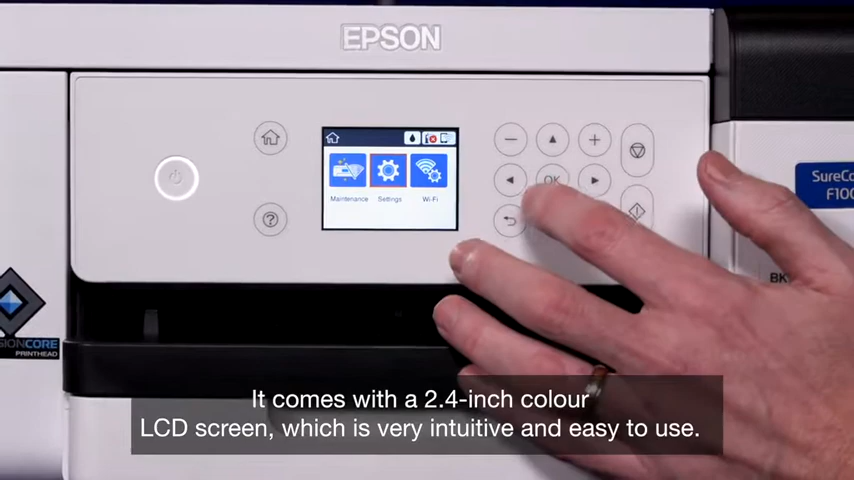 EPSON
Maintenance
Settings
Wi-Fi
OK
SureCo
F100
BK
SIONCORE
PRINTHEAD
It comes with a 2.4-inch colour
LCD screen, which is very intuitive and easy to use.